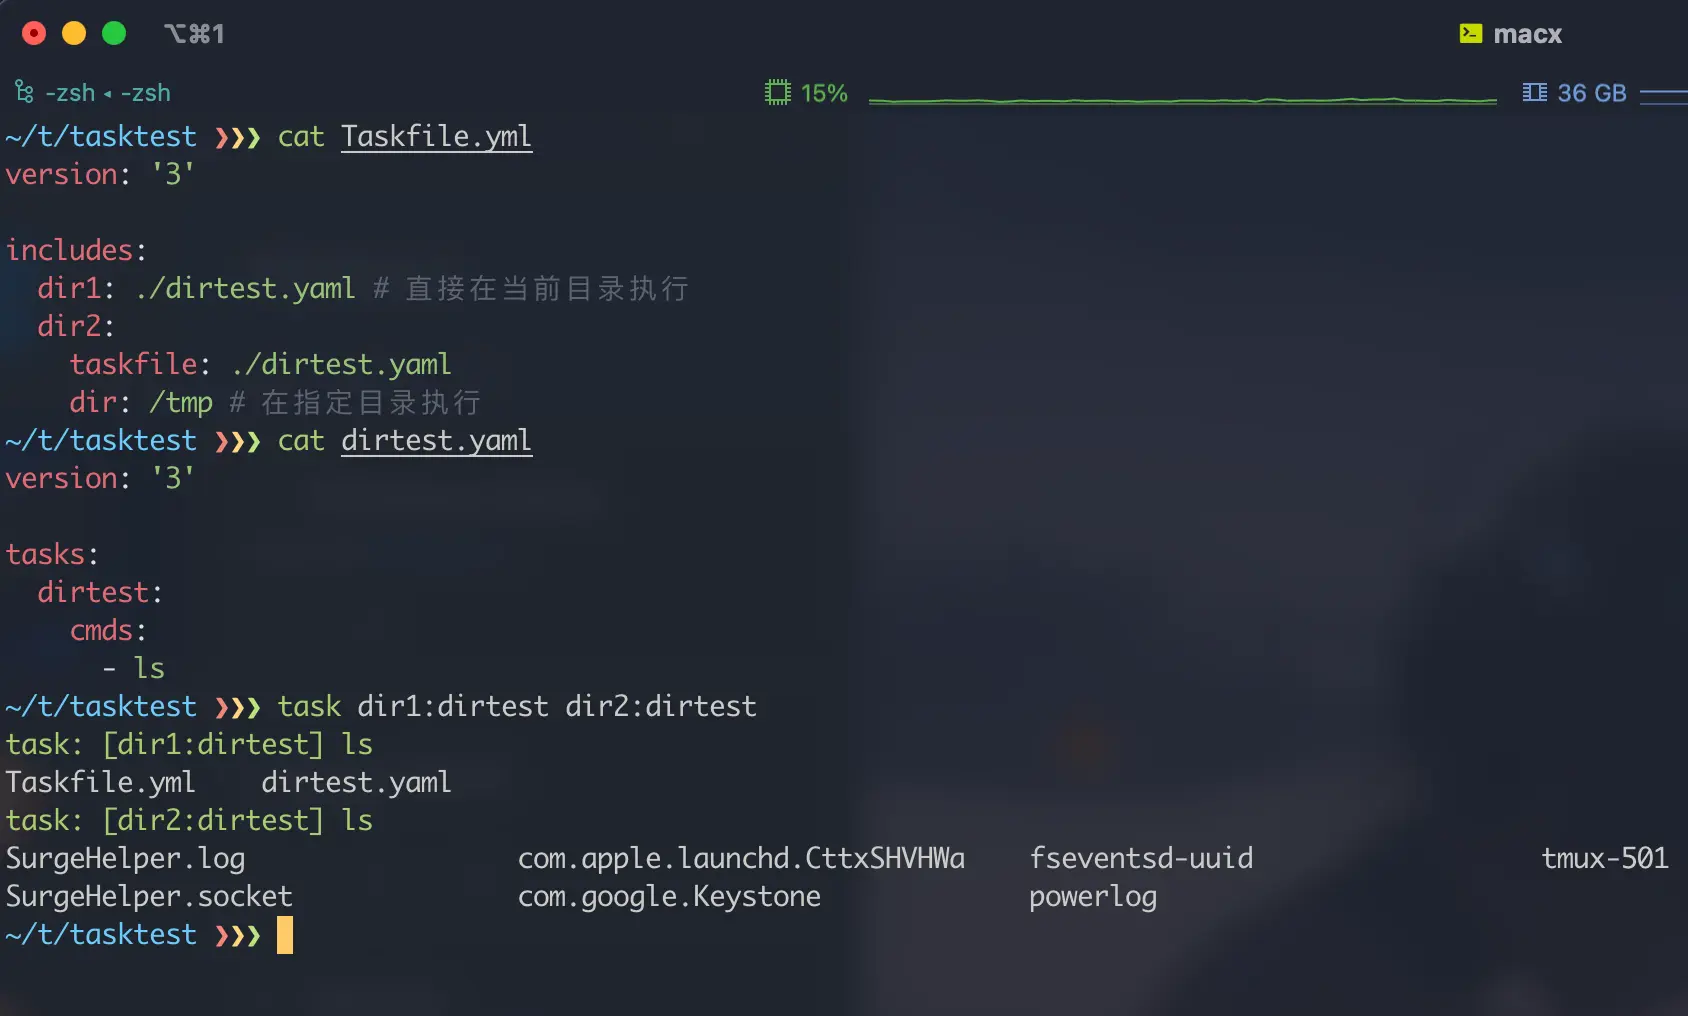 ⌥⌘1 macx
-zsh ◂ -zsh 15% 36 GB
~/t/tasktest ❯❯❯ cat Taskfile.yml
version: '3'
includes:
  dir1: ./dirtest.yaml # 直接在当前目录执行
  dir2:
    taskfile: ./dirtest.yaml
    dir: /tmp # 在指定目录执行
~/t/tasktest ❯❯❯ cat dirtest.yaml
version: '3'
tasks:
  dirtest:
    cmds:
      - ls
~/t/tasktest ❯❯❯ task dir1:dirtest dir2:dirtest
task: [dir1:dirtest] ls
Taskfile.yml    dirtest.yaml
task: [dir2:dirtest] ls
SurgeHelper.log    com.apple.launchd.CttxSHVHWa    fseventsd-uuid    tmux-501
SurgeHelper.socket    com.google.Keystone    powerlog
~/t/tasktest ❯❯❯